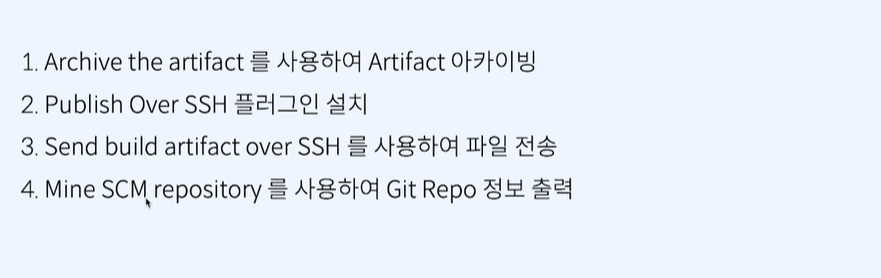 1. Archive the artifact 를 사용하여 Artifact 아카이빙
2. Publish Over SSH 플러그인 설치
3. Send build artifact over SSH 를 사용하여 파일 전송
4. Mine SCM repository 를 사용하여 Git Repo 정보 출력